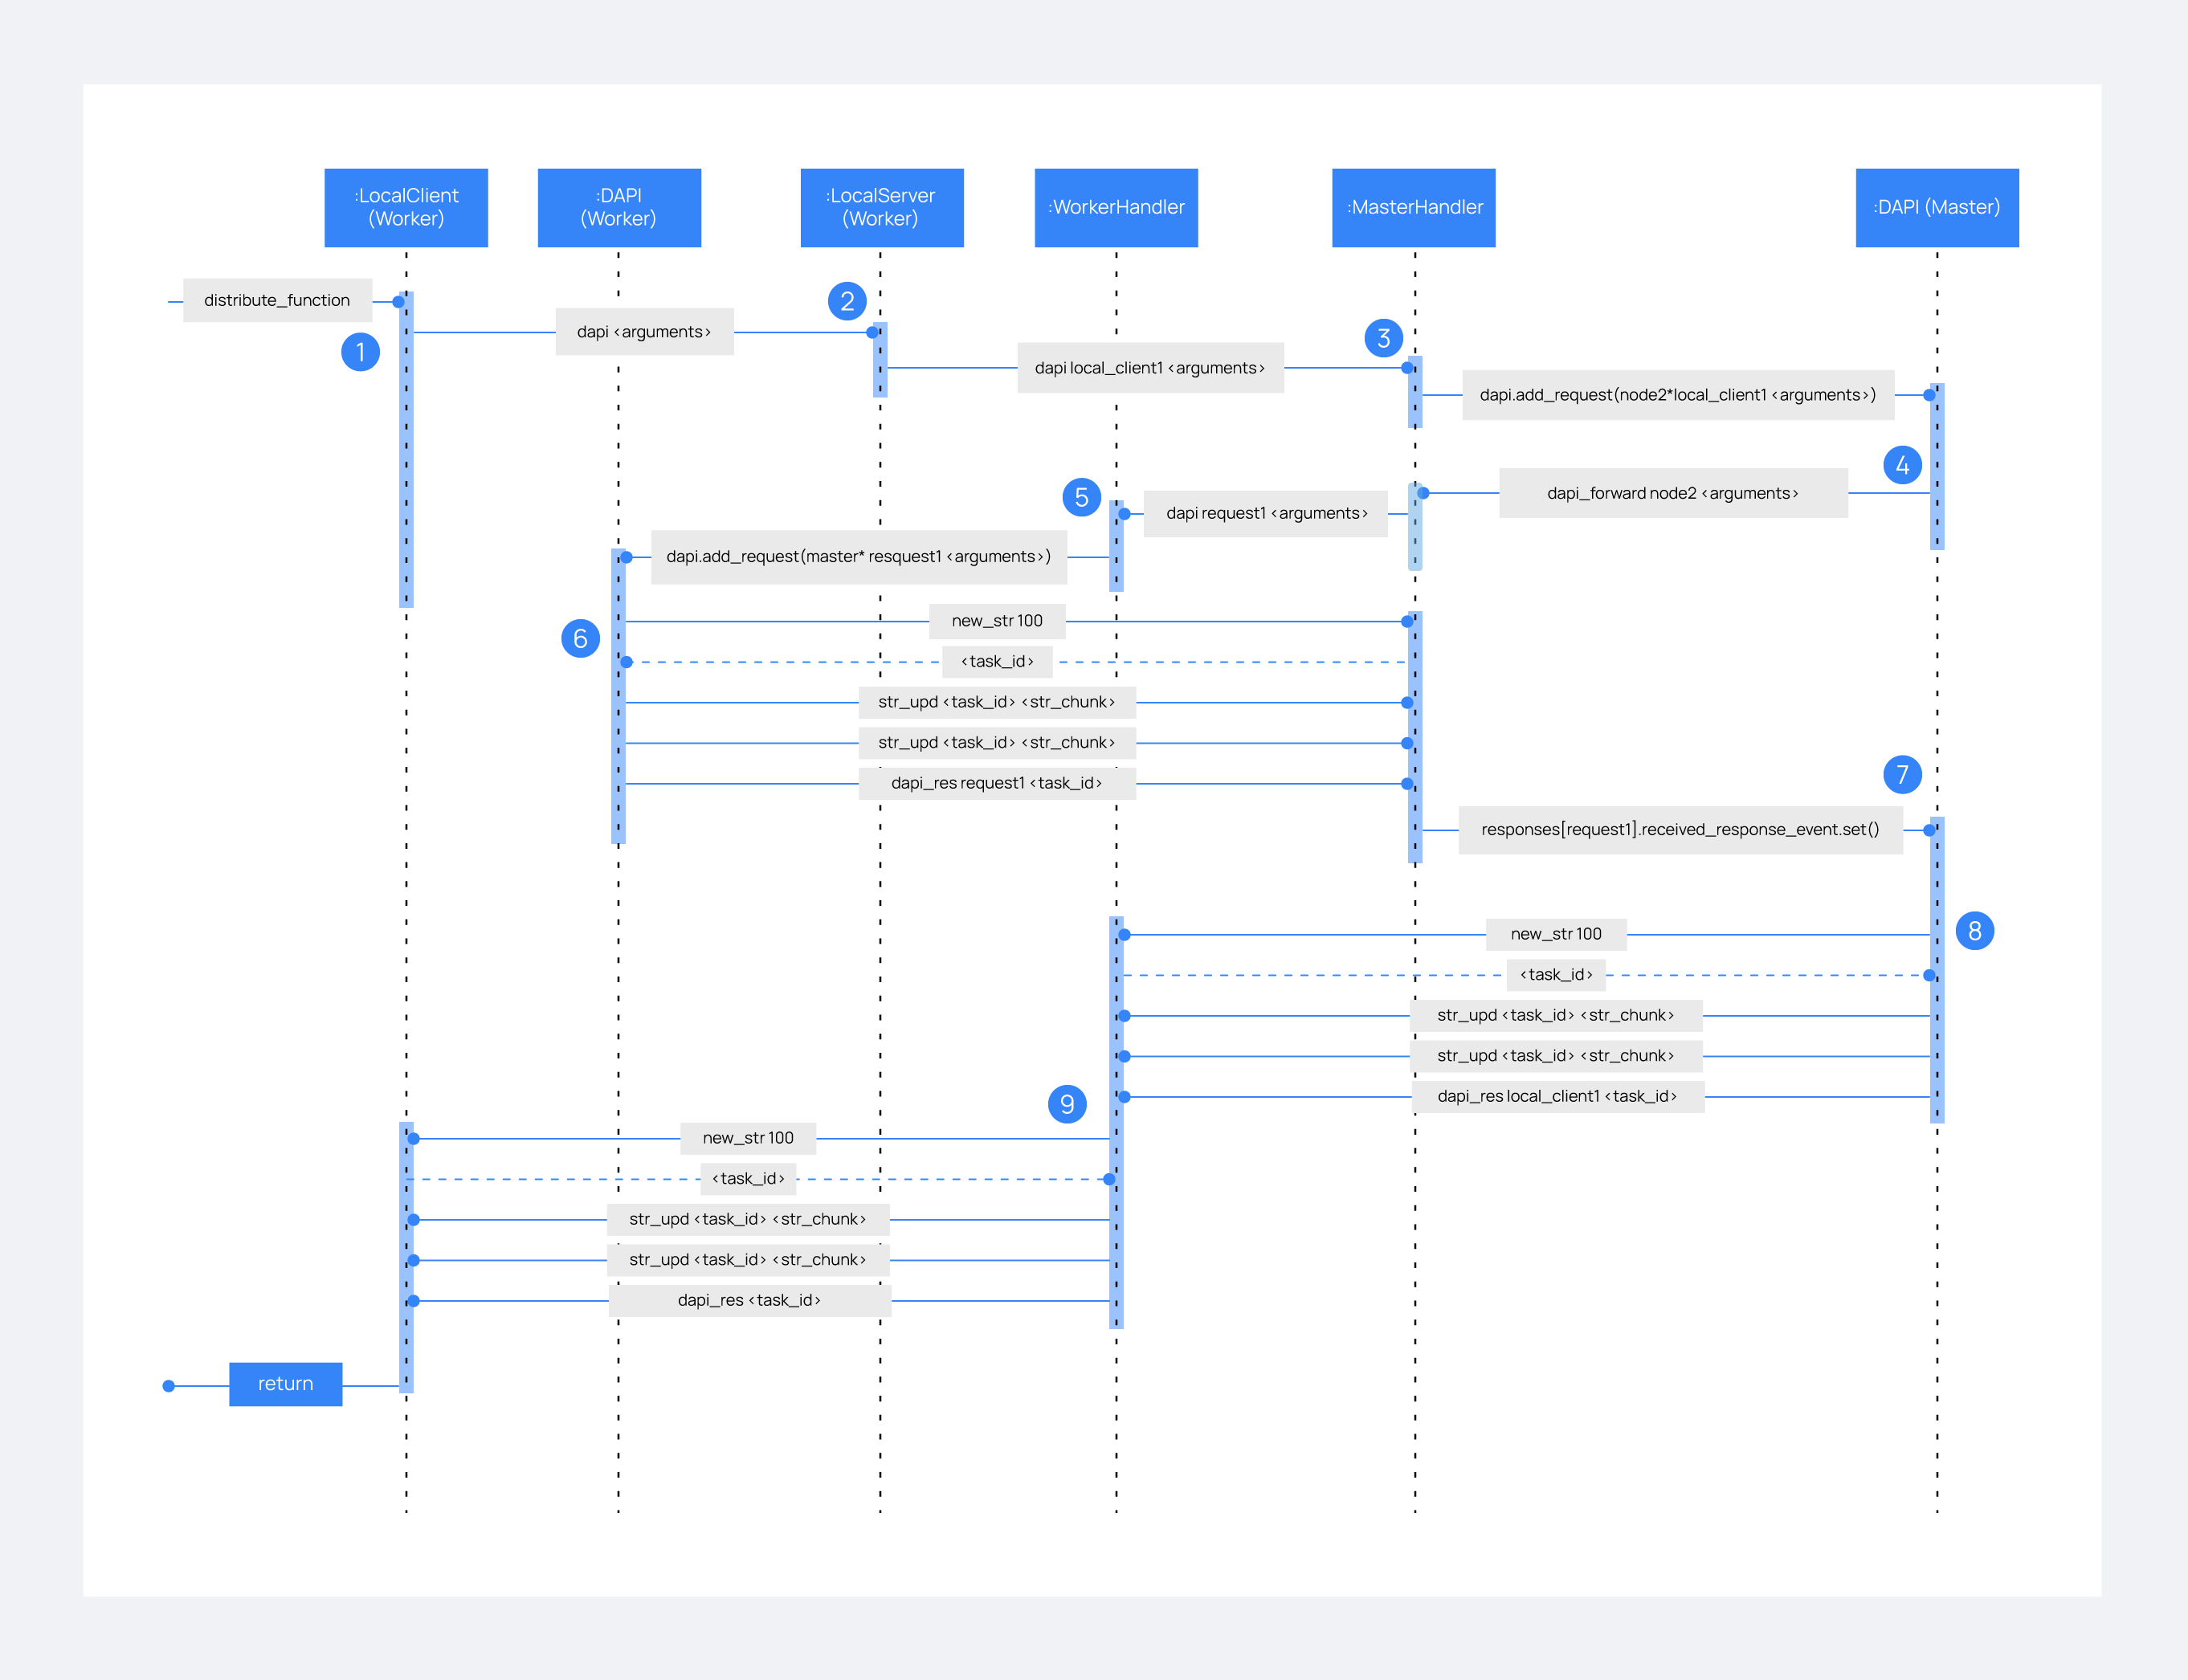 :LocalClient
(Worker)
:DAPI
(Worker)
:LocalServer
(Worker)
:WorkerHandler
:MasterHandler
:DAPI (Master)
distribute_function
1
dapi <arguments>
2
dapi local_client1 <arguments>
3
dapi.add_request(node2*local_client1 <arguments>)
4
dapi_forward node2 <arguments>
5
dapi request1 <arguments>
dapi.add_request(master* resquest1 <arguments>)
6
new_str 100
<task_id>
str_upd <task_id> <str_chunk>
str_upd <task_id> <str_chunk>
dapi_res request1 <task_id>
7
responses[request1].received_response_event.set()
8
new_str 100
<task_id>
str_upd <task_id> <str_chunk>
str_upd <task_id> <str_chunk>
dapi_res local_client1 <task_id>
9
new_str 100
<task_id>
str_upd <task_id> <str_chunk>
str_upd <task_id> <str_chunk>
dapi_res <task_id>
return